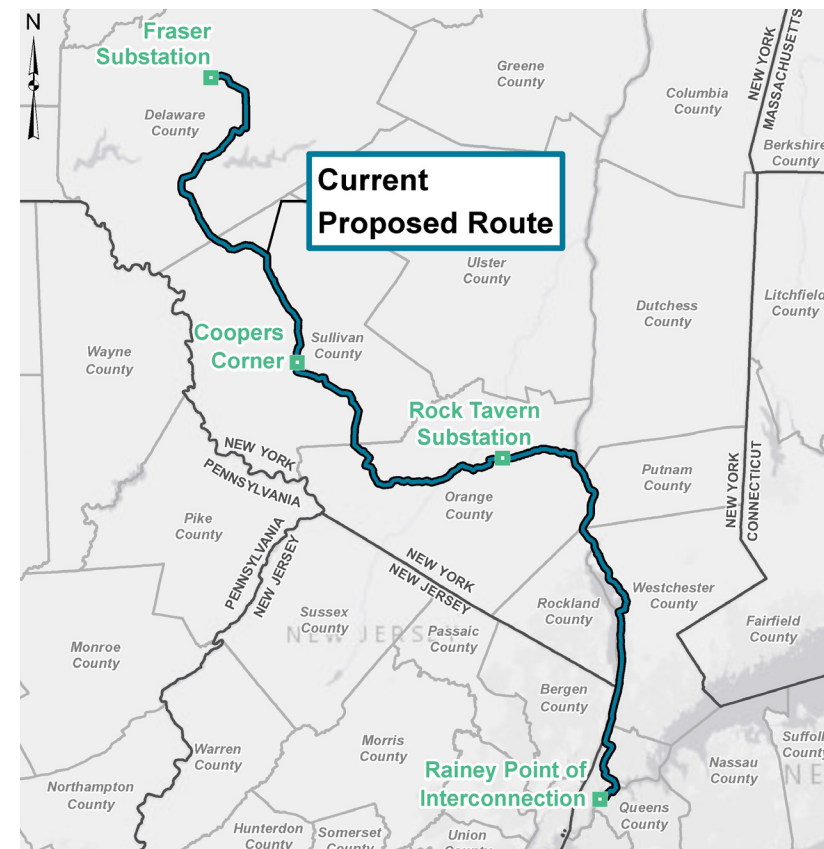 N
Fraser
Substation
Greene
County
Columbia
County
NEW YORK
MASSACHUSETTS
Berkshire
County
Delaware
County
Current
Proposed Route
Ulster
County
Dutchess
County
Litchfield
County
Coopers
Corner
Sullivan
County
Wayne
County
Rock Tavern
Substation
NEW YORK
PENNSYLVANIA
Orange
County
Putnam
County
NEW YORK
CONNECTICUT
Pike
County
PENNSYLVANIA
NEW JERSEY
NEW YORK
NEW JERSEY
Sussex
County
NEW JERSEY
Passaic
County
Rockland
County
Westchester
County
Fairfield
County
Monroe
County
Bergen
County
Warren
County
Morris
County
Rainey Point of
Interconnection
Nassau
County
Suffolk
County
NE
Northampton
County
Queens
County
Hunterdon
County
Somerset
County
Union
County